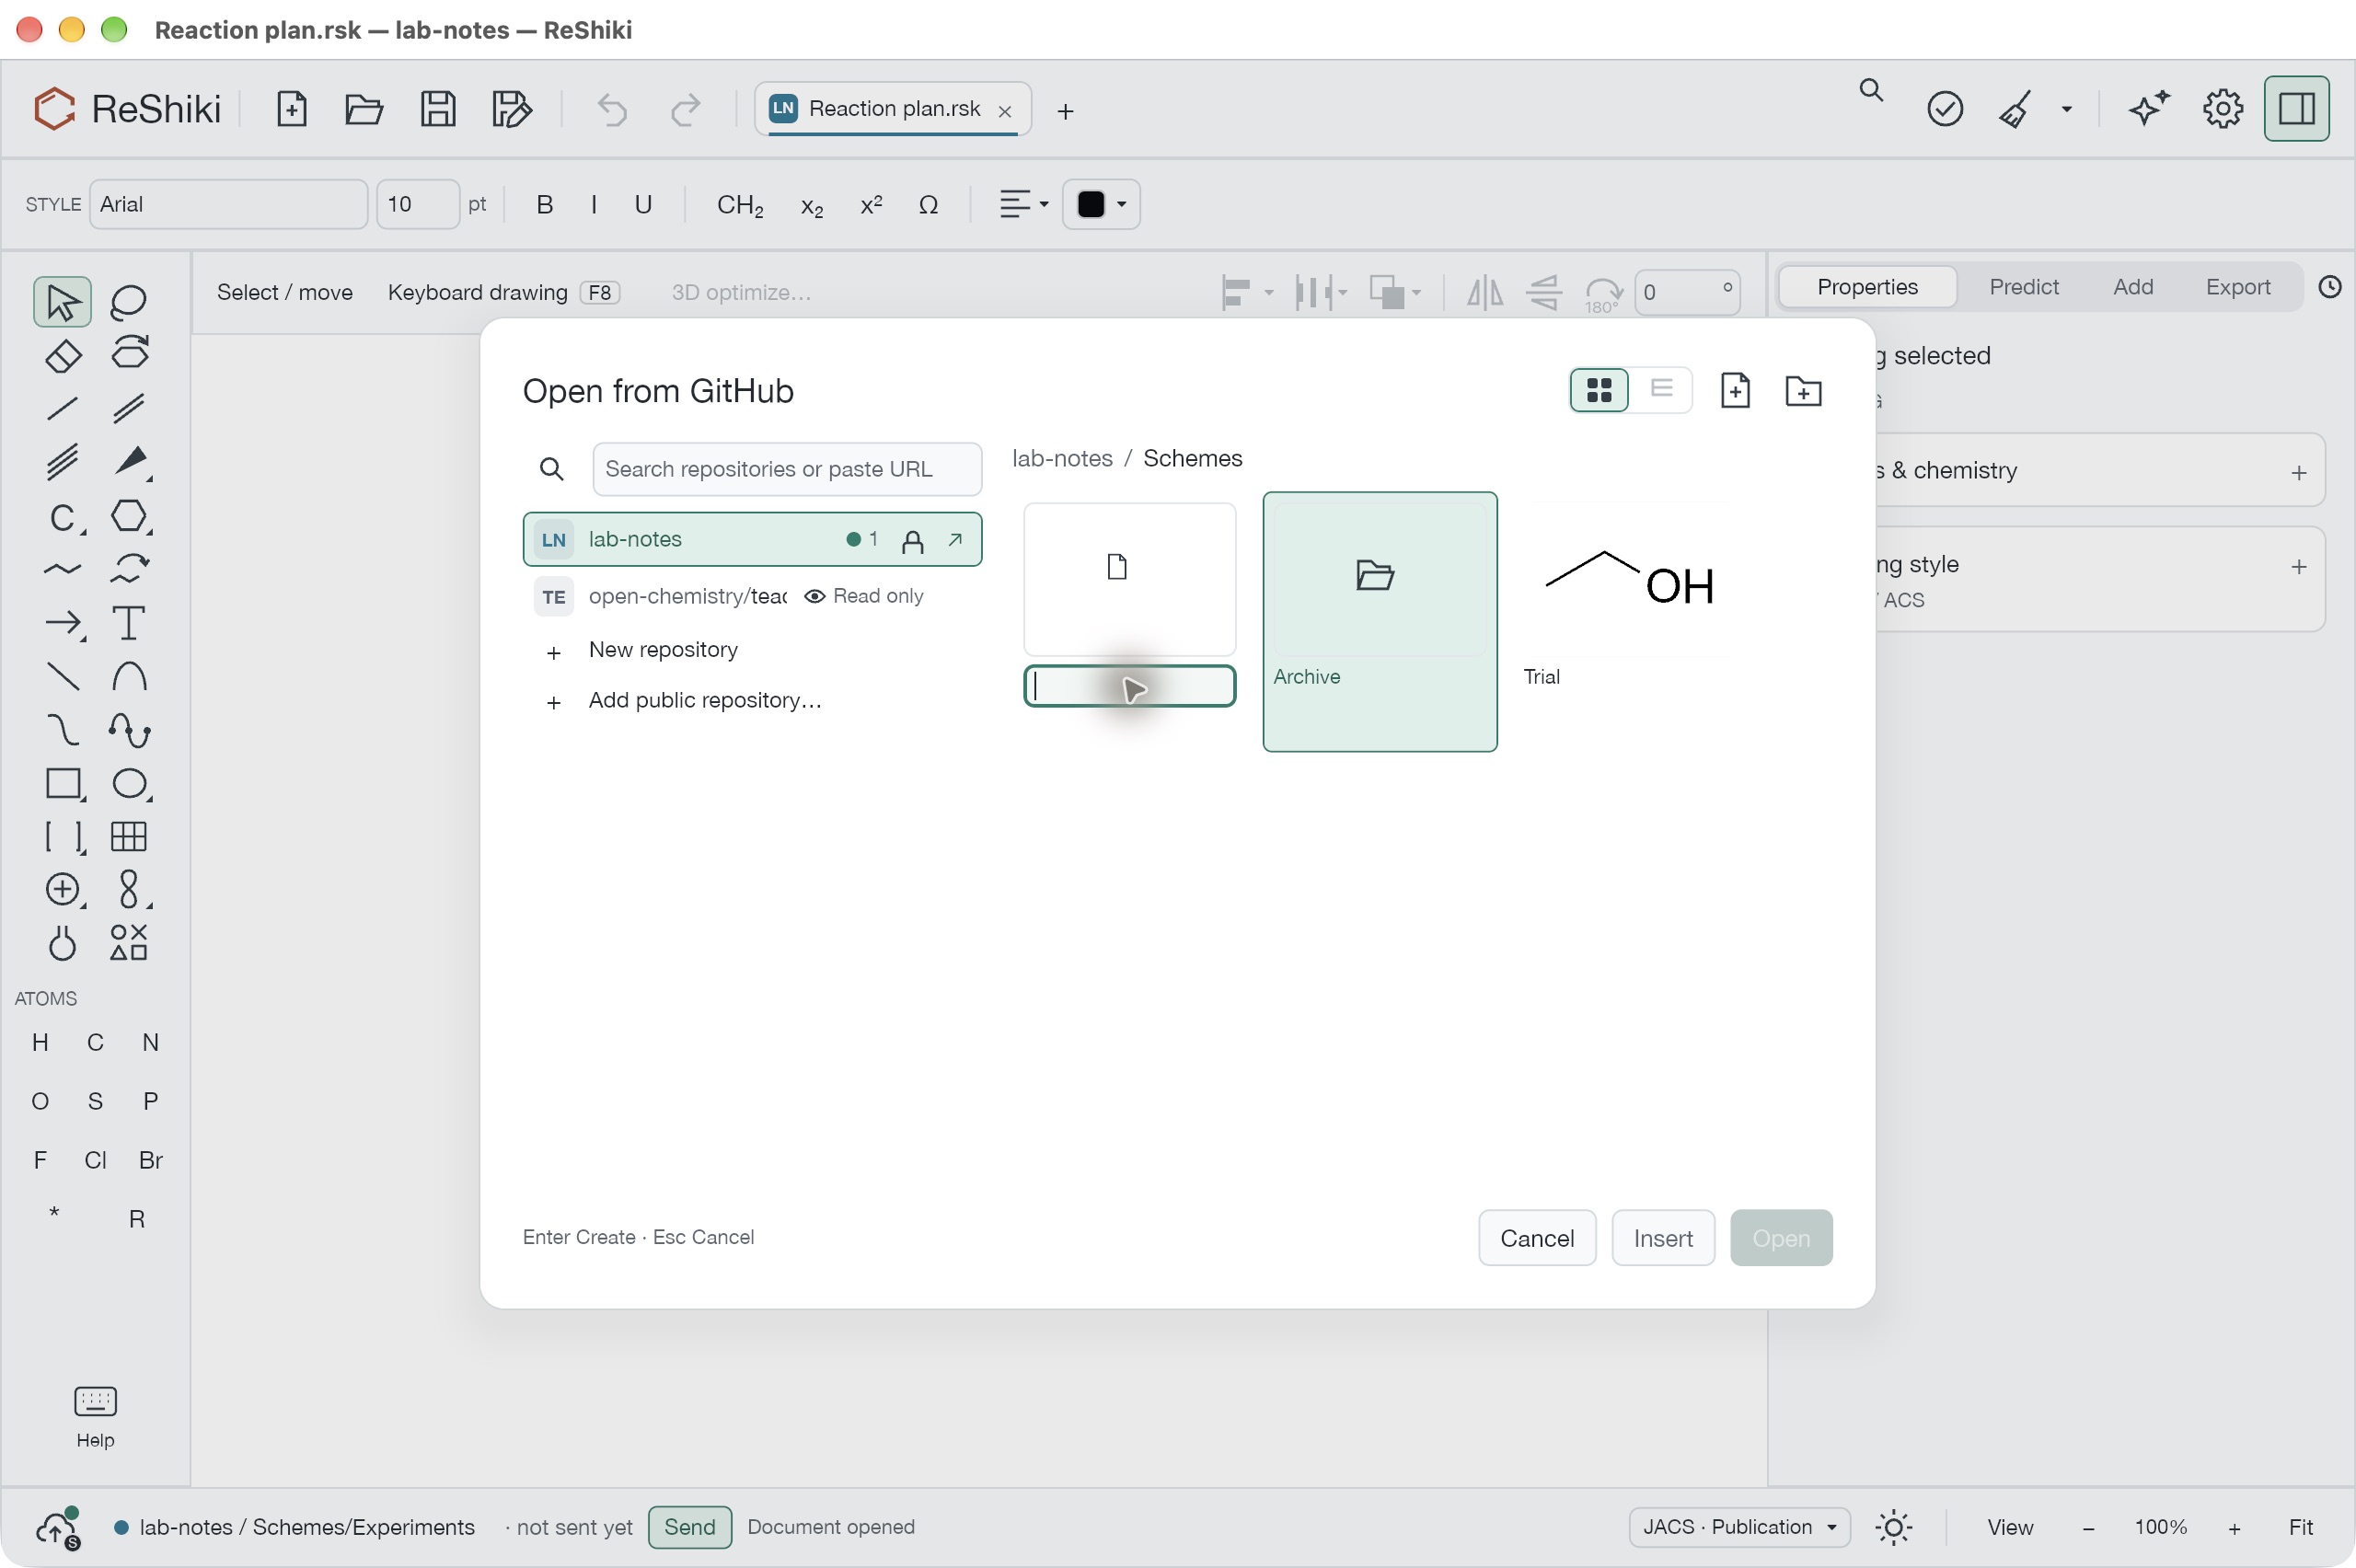 Reaction plan.rsk — lab-notes — ReShiki
ReShiki
LN Reaction plan.rsk × +
STYLE Arial 10 pt B I U CH₂ x₂ x² Ω
Select / move Keyboard drawing F8 3D optimize... 180° 0 °
Properties Predict Add Export
g selected
s & chemistry +
ng style +
ACS
C
T
ATOMS
H C N
O S P
F Cl Br
* R
Help
Open from GitHub
Search repositories or paste URL
LN lab-notes 1
TE open-chemistry/teac Read only
+ New repository
+ Add public repository...
lab-notes / Schemes
Archive
OH
Trial
Enter Create · Esc Cancel
Cancel Insert Open
S lab-notes / Schemes/Experiments · not sent yet Send Document opened
JACS · Publication View − 100% + Fit